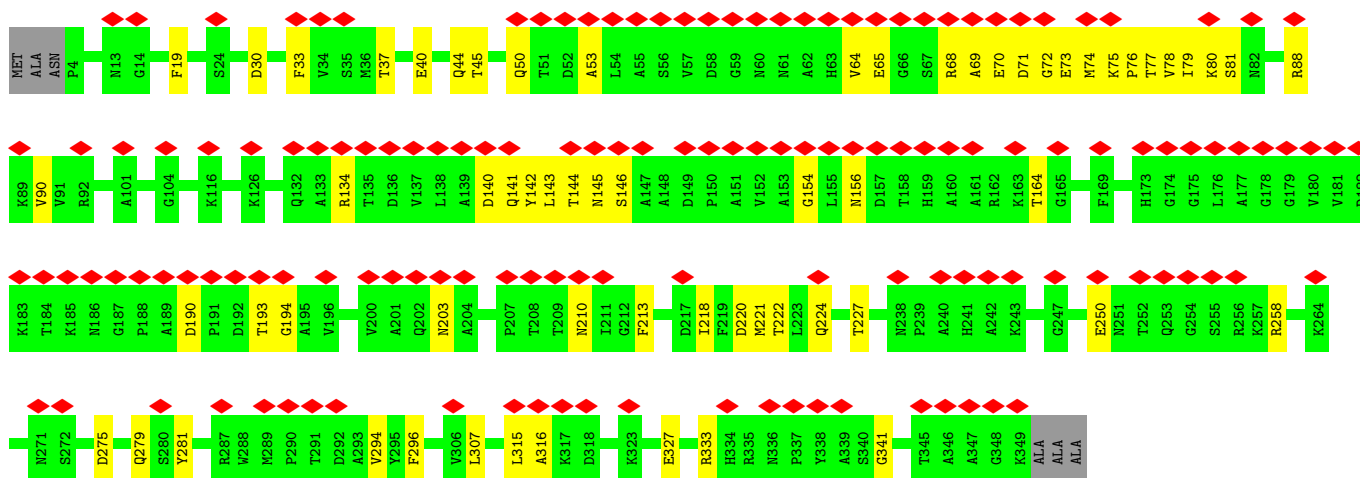 MET ALA ASN P4 N13 G14 F19 S24 D30 F33 V34 S35 M36 T37 E40 Q44 T45 Q50 T51 D52 A53 L54 A55 S56 V57 D58 G59 N60 N61 A62 H63 V64 E65 G66 S67 R68 A69 E70 D71 G72 E73 M74 K75 P76 T77 V78 I79 K80 S81 N82 R88
K89 V90 V91 R92 A101 G104 K116 K126 Q132 A133 R134 T135 D136 V137 L138 A139 D140 Q141 Y142 L143 T144 N145 S146 A147 A148 D149 P150 A151 V152 A153 G154 L155 N156 D157 T158 H159 A160 A161 R162 K163 T164 G165 F169 H173 G174 G175 L176 A177 G178 G179 V180 V181
K183 T184 K185 N186 G187 P188 A189 D190 P191 D192 T193 G194 A195 V196 V200 A201 Q202 N203 A204 P207 T208 T209 N210 I211 G212 F213 D217 I218 F219 D220 M221 T222 L223 Q224 T227 N238 P239 A240 H241 A242 K243 G247 E250 N251 T252 Q253 G254 S255 R256 K257 R258 K264
N271 S272 D275 Q279 S280 Y281 R287 W288 M289 P290 T291 D292 A293 V294 Y295 F296 V306 L307 L315 A316 K317 D318 K323 E327 R333 H334 R335 N336 P337 Y338 A339 S340 G341 T345 A346 A347 G348 K349 ALA ALA ALA